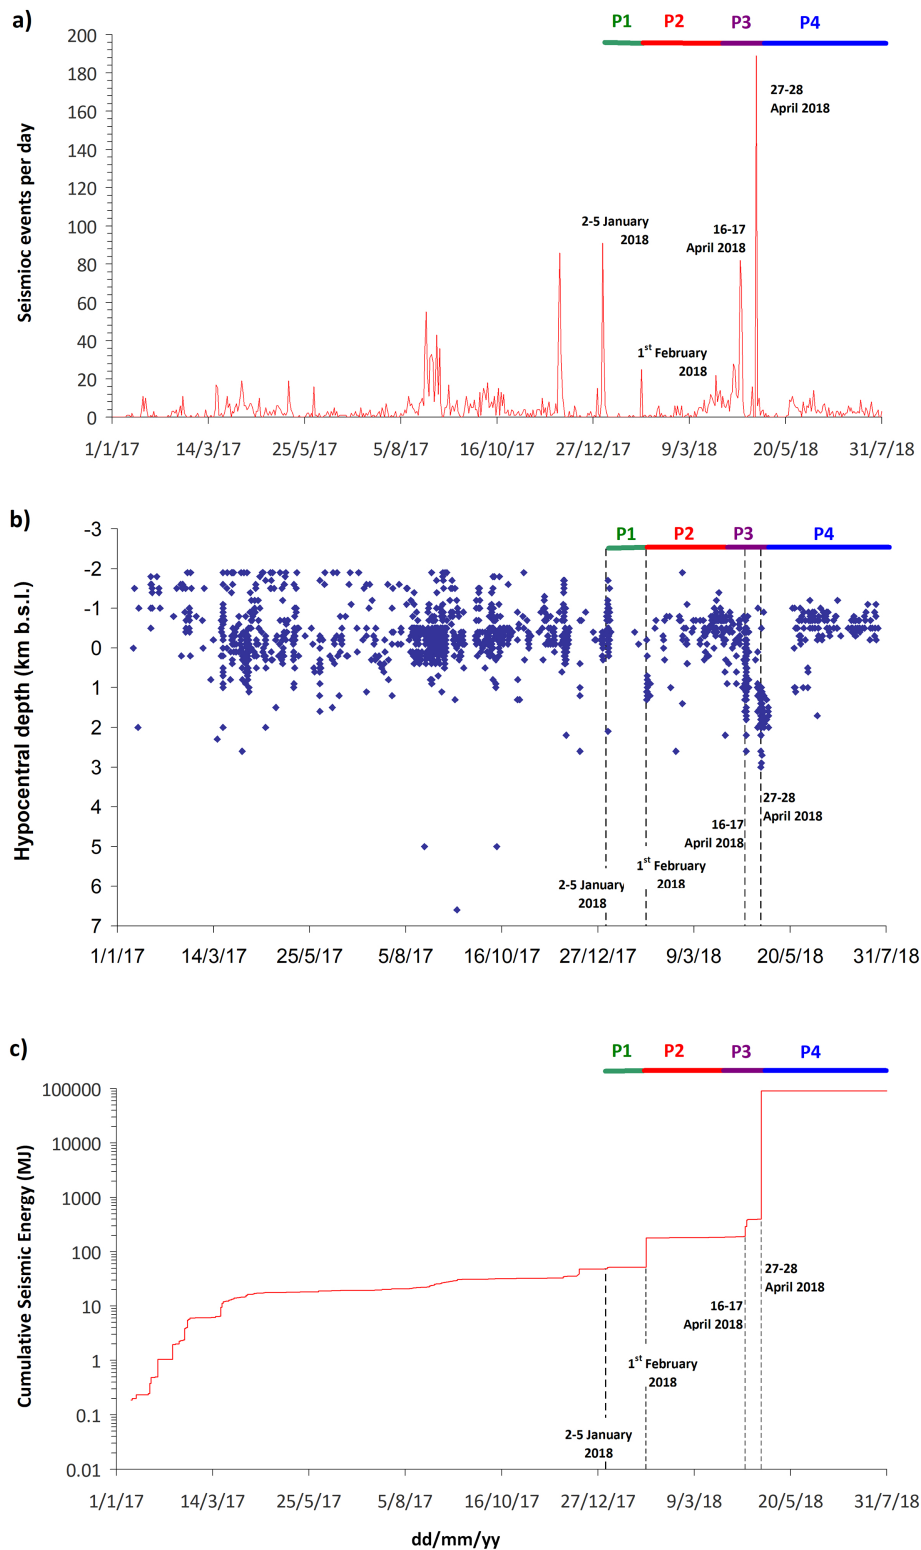 a)
P1 P2 P3 P4
200
180
160
140
120
100
80
60
40
20
0
Seismioc events per day
27-28
April 2018
2-5 January
2018
16-17
April 2018
1st February
2018
1/1/17 14/3/17 25/5/17 5/8/17 16/10/17 27/12/17 9/3/18 20/5/18 31/7/18
b)
P1 P2 P3 P4
-3
-2
-1
0
1
2
3
4
5
6
7
Hypocentral depth (km b.s.l.)
27-28
April 2018
16-17
April 2018
1st February
2018
2-5 January
2018
1/1/17 14/3/17 25/5/17 5/8/17 16/10/17 27/12/17 9/3/18 20/5/18 31/7/18
c)
P1 P2 P3 P4
100000
10000
1000
100
10
1
0.1
0.01
Cumulative Seismic Energy (MJ)
27-28
April 2018
16-17
April 2018
1st February
2018
2-5 January
2018
1/1/17 14/3/17 25/5/17 5/8/17 16/10/17 27/12/17 9/3/18 20/5/18 31/7/18
dd/mm/yy